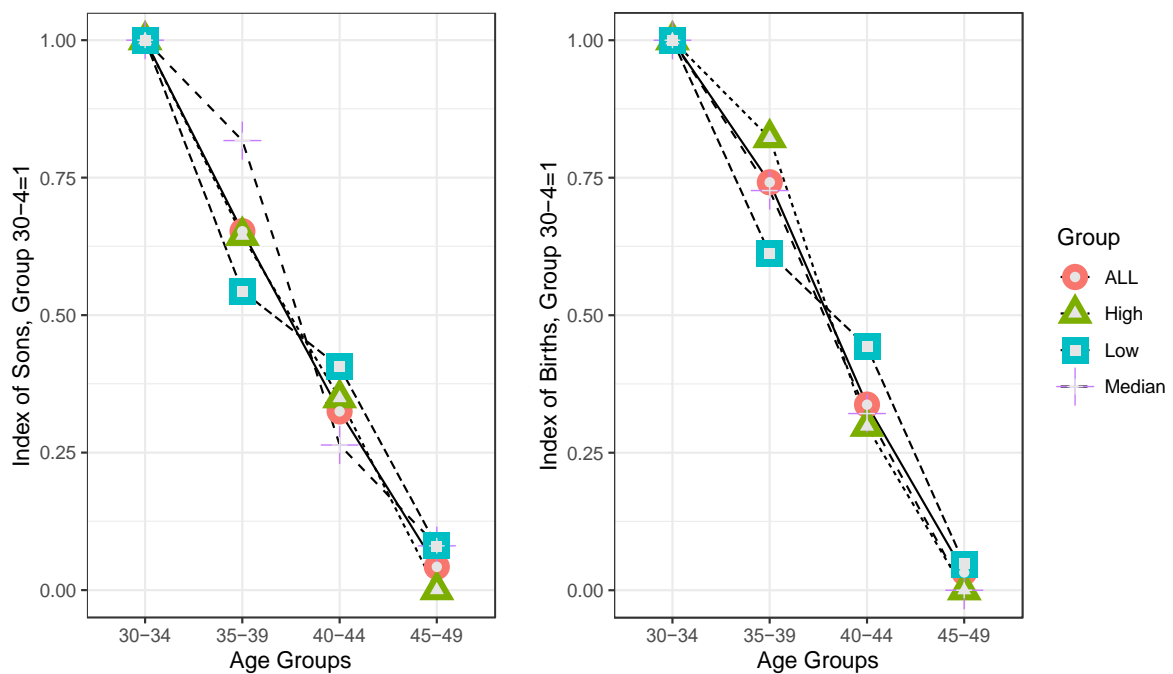 Index of Sons, Group 30−4=1
1.00
0.75
0.50
0.25
0.00
30−34 35−39 40−44 45−49
Age Groups
Index of Births, Group 30−4=1
1.00
0.75
0.50
0.25
0.00
30−34 35−39 40−44 45−49
Age Groups
Group
ALL
High
Low
Median